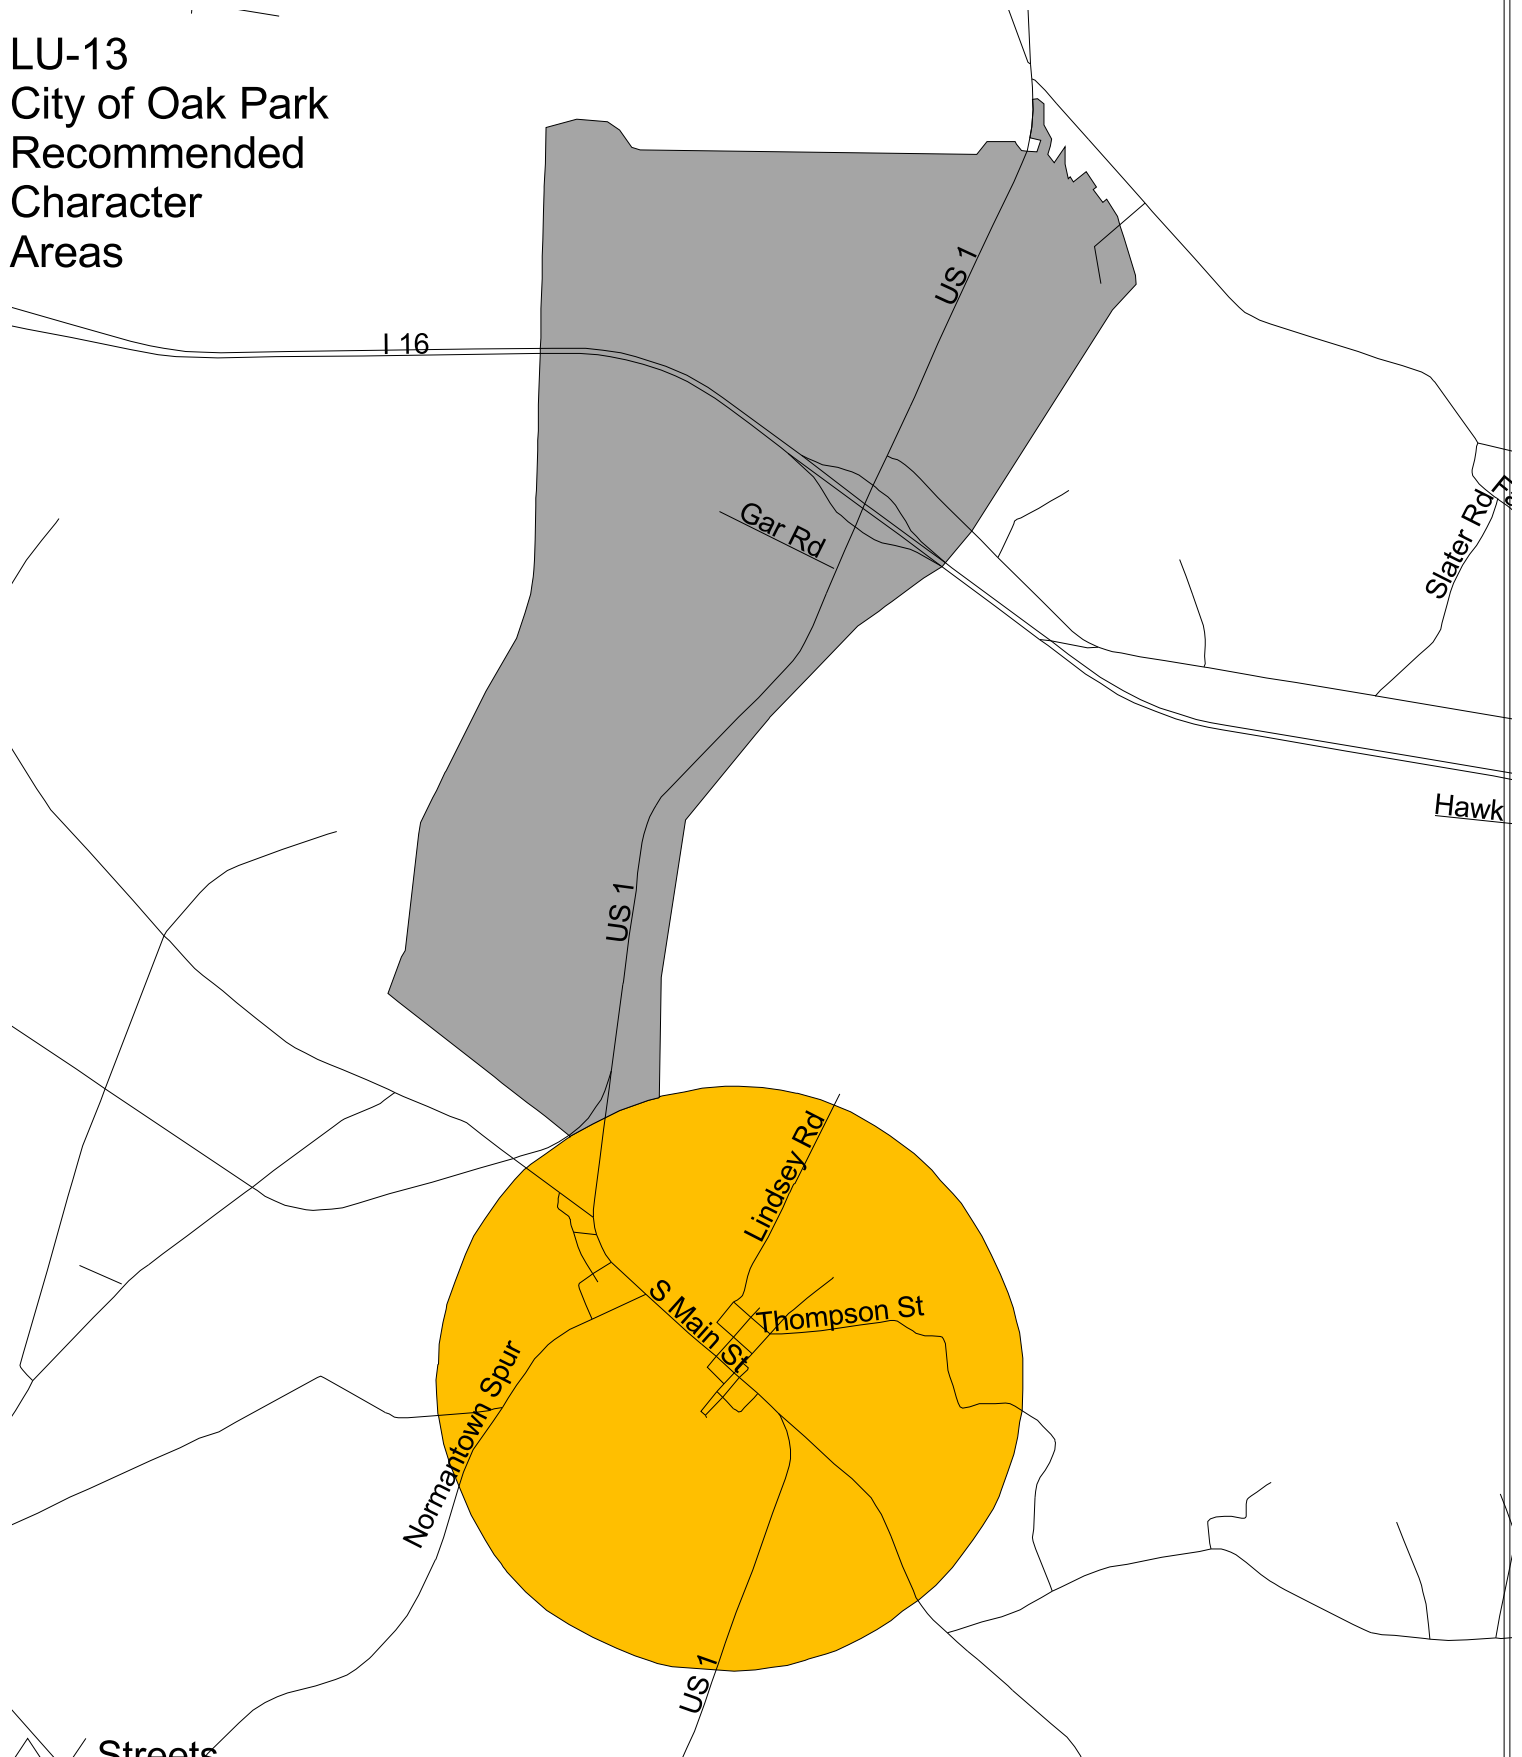 LU-13
City of Oak Park
Recommended
Character
Areas
US 1
I 16
Gar Rd
Slater Rd
Hawk
US 1
Lindsey Rd
S Main St
Thompson St
Normantown Spur
US 1
Streets